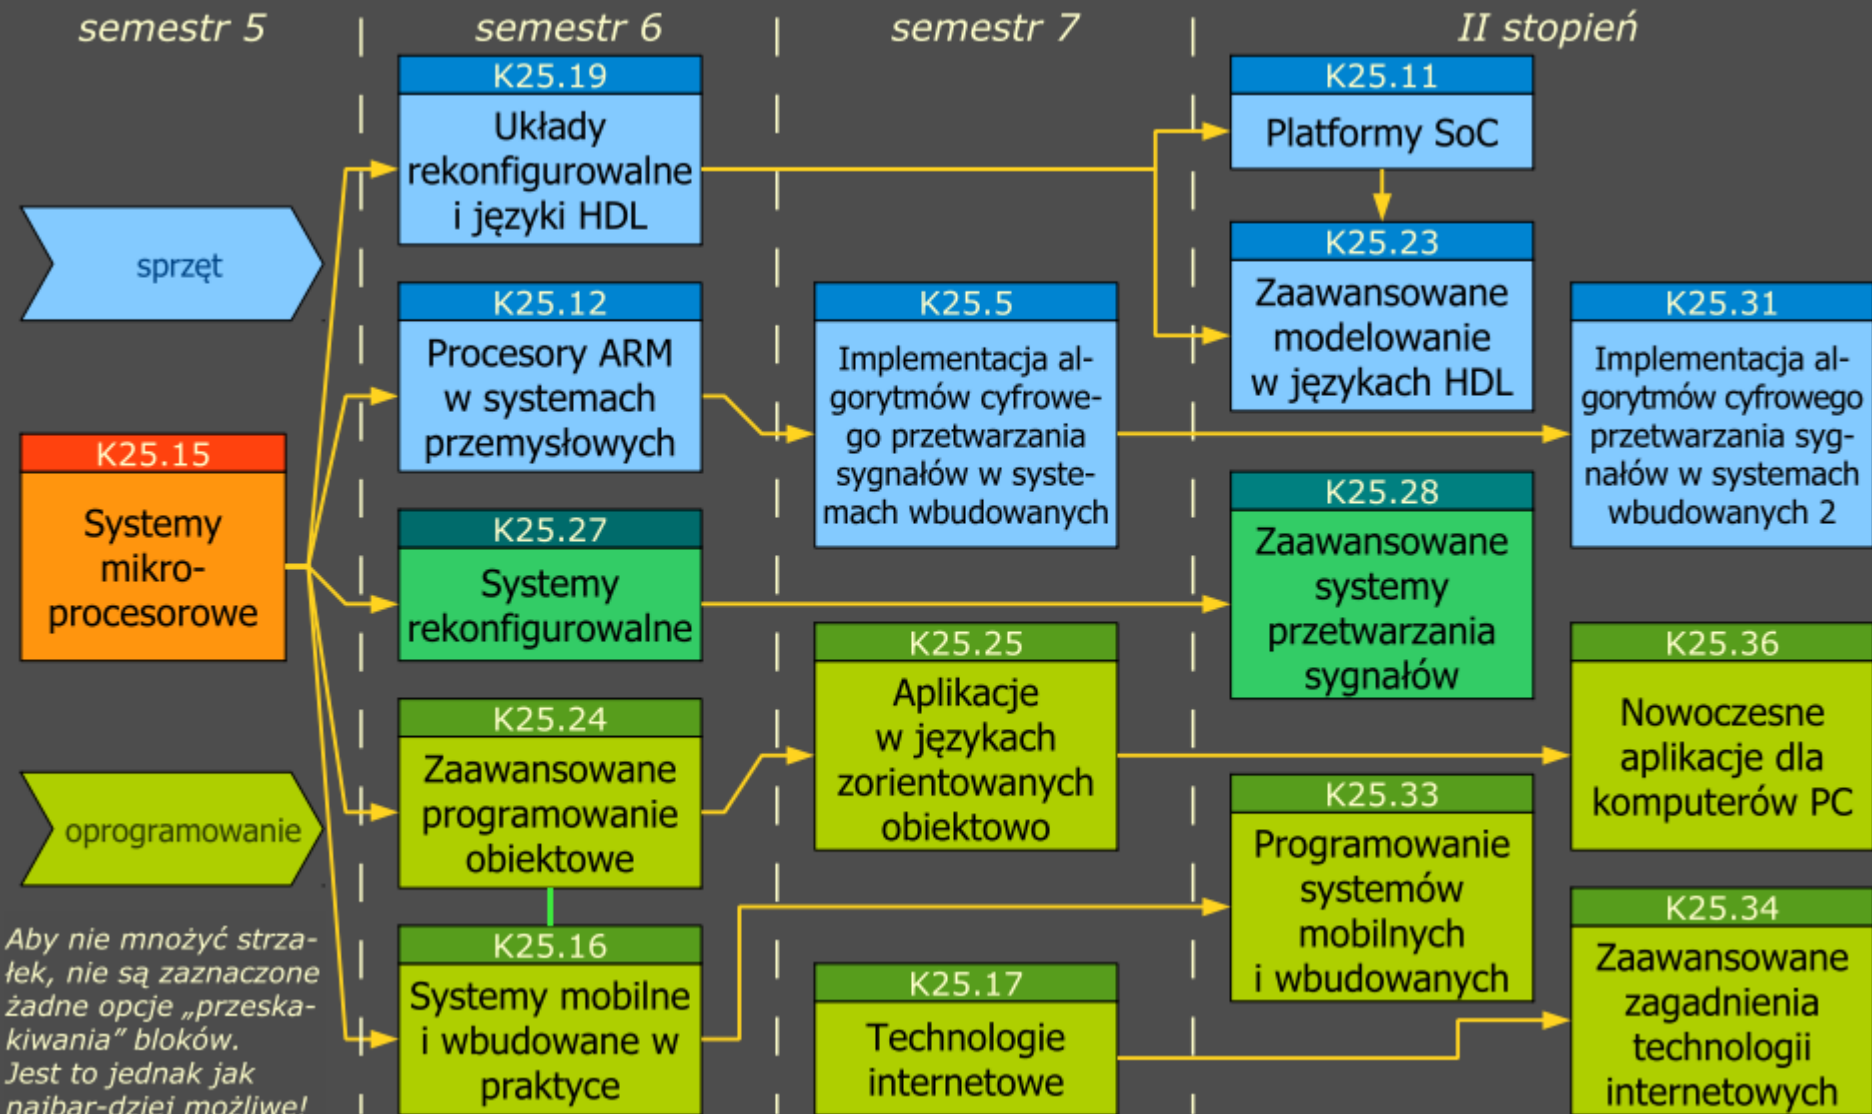 semestr 5
semestr 6
semestr 7
II stopień
sprzęt
K25.15
Systemy
mikro-
procesorowe
oprogramowanie
Aby nie mnożyć strza-
łek, nie są zaznaczone
żadne opcje „przeska-
kiwania” bloków.
Jest to jednak jak
najbar-dziej możliwe!
K25.19
Układy
rekonfigurowalne
i języki HDL
K25.12
Procesory ARM
w systemach
przemysłowych
K25.27
Systemy
rekonfigurowalne
K25.24
Zaawansowane
programowanie
obiektowe
K25.16
Systemy mobilne
i wbudowane w
praktyce
K25.5
Implementacja al-
gorytmów cyfrowe-
go przetwarzania
sygnałów w syste-
mach wbudowanych
K25.25
Aplikacje
w językach
zorientowanych
obiektowo
K25.17
Technologie
internetowe
K25.11
Platformy SoC
K25.23
Zaawansowane
modelowanie
w językach HDL
K25.28
Zaawansowane
systemy
przetwarzania
sygnałów
K25.33
Programowanie
systemów
mobilnych
i wbudowanych
K25.31
Implementacja al-
gorytmów cyfrowego
przetwarzania syg-
nałów w systemach
wbudowanych 2
K25.36
Nowoczesne
aplikacje dla
komputerów PC
K25.34
Zaawansowane
zagadnienia
technologii
internetowych